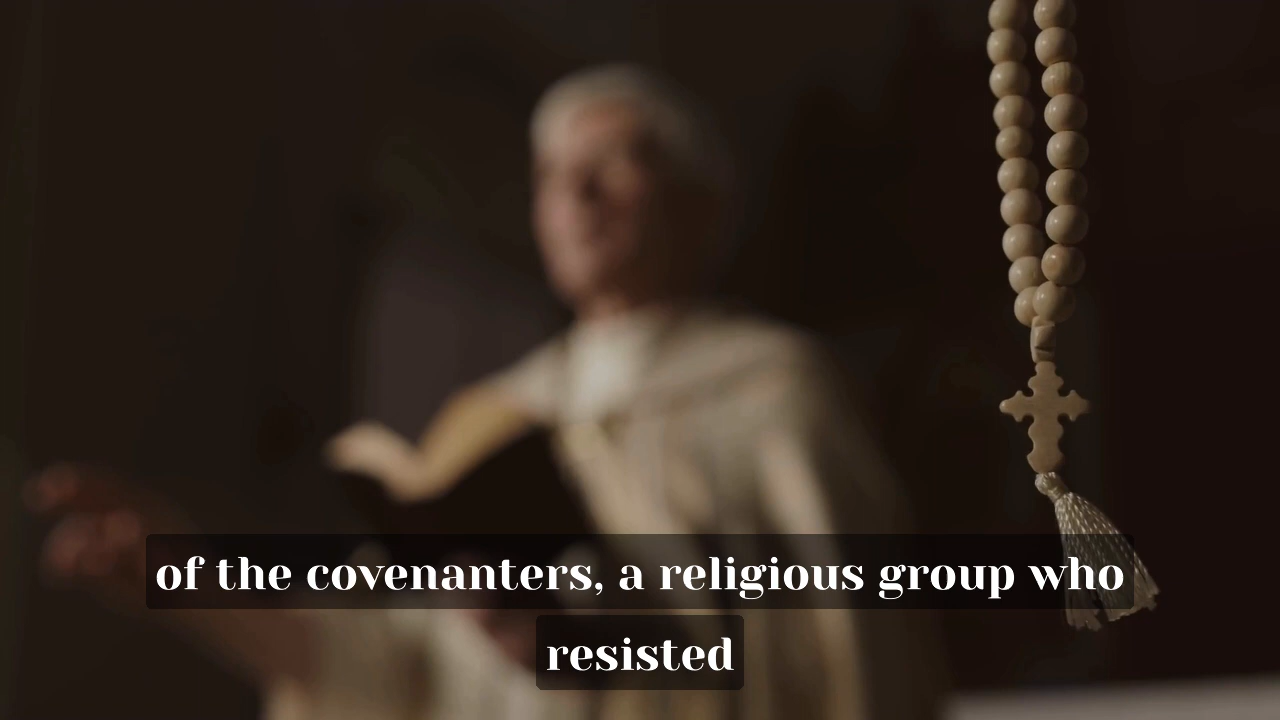 of the covenanters, a religious group who
resisted